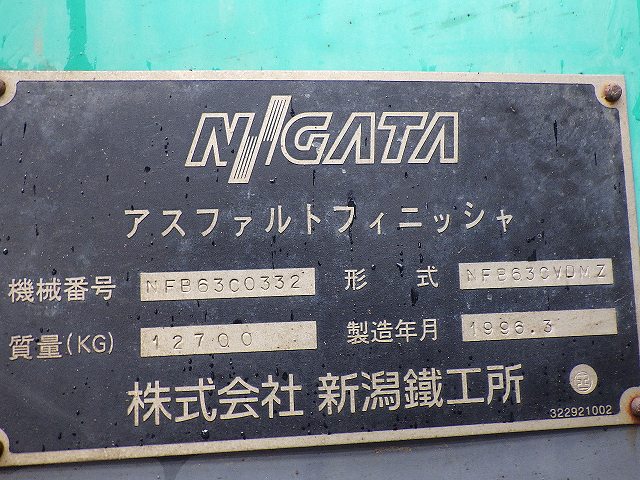 NIIGATA
アスファルトフィニッシャ
機械番号 NFB63C0332 形式 NFB63CVDMZ
質量(KG) 12700 製造年月 1996.3
株式会社 新潟鐵工所
322921002